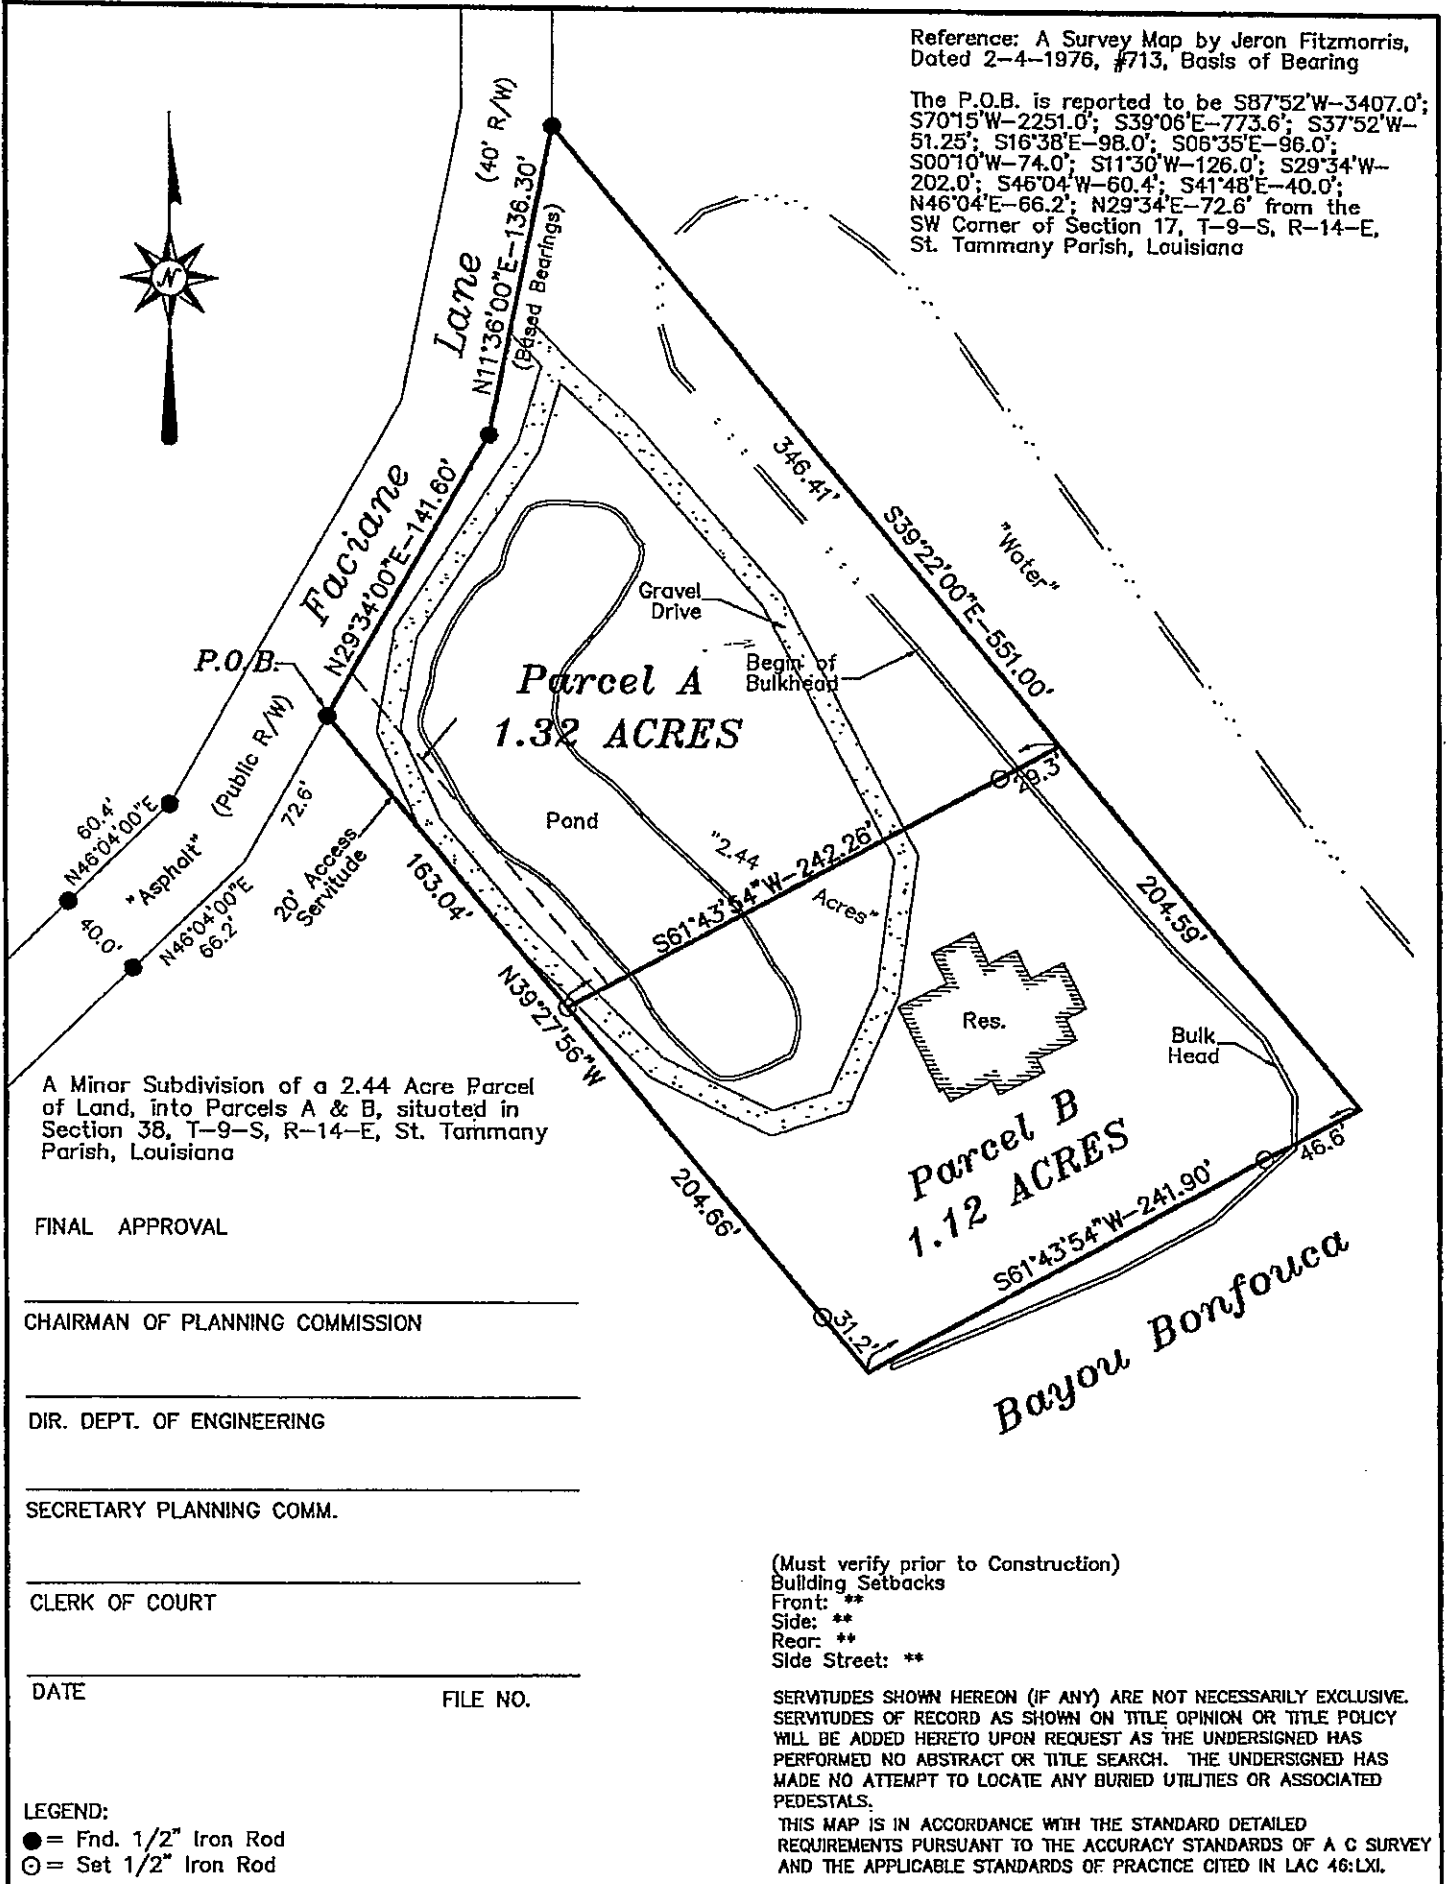 Reference: A Survey Map by Jeron Fitzmorris,
Dated 2-4-1976, #713, Basis of Bearing
The P.O.B. is reported to be S87°52'W-3407.0';
S70°15'W-2251.0'; S39°06'E-773.6'; S37°52'W-
51.25'; S16°38'E-98.0'; S06°35'E-96.0';
S00°10'W-74.0'; S11°30'W-126.0'; S29°34'W-
202.0'; S46°04'W-60.4'; S41°48'E-40.0';
N46°04'E-66.2'; N29°34'E-72.6' from the
SW Corner of Section 17, T-9-S, R-14-E,
St. Tammany Parish, Louisiana
N
(40' R/W)
Faciane Lane
N11°36'00"E-136.30'
(Based Bearings)
N29°34'00"E-141.60'
P.O.B.
(Public R/W)
"Asphalt"
60.4'
N46°04'00"E
40.0'
N46°04'00"E
66.2'
72.6'
20' Access
Servitude
346.41'
S39°22'00"E-551.00'
"Water"
Gravel
Drive
Begin of
Bulkhead
Parcel A
1.32 ACRES
Pond
"2.44
Acres"
29.3'
S61°43'54"W-242.26'
163.04'
N39°27'56"W
204.59'
Res.
Bulk
Head
Parcel B
1.12 ACRES
46.6'
S61°43'54"W-241.90'
204.66'
31.2'
Bayou Bonfouca
A Minor Subdivision of a 2.44 Acre Parcel
of Land, into Parcels A & B, situated in
Section 38, T-9-S, R-14-E, St. Tammany
Parish, Louisiana
FINAL APPROVAL
CHAIRMAN OF PLANNING COMMISSION
DIR. DEPT. OF ENGINEERING
SECRETARY PLANNING COMM.
CLERK OF COURT
DATE FILE NO.
LEGEND:
●= Fnd. 1/2" Iron Rod
⊙= Set 1/2" Iron Rod
(Must verify prior to Construction)
Building Setbacks
Front: **
Side: **
Rear: **
Side Street: **
SERVITUDES SHOWN HEREON (IF ANY) ARE NOT NECESSARILY EXCLUSIVE.
SERVITUDES OF RECORD AS SHOWN ON TITLE OPINION OR TITLE POLICY
WILL BE ADDED HERETO UPON REQUEST AS THE UNDERSIGNED HAS
PERFORMED NO ABSTRACT OR TITLE SEARCH. THE UNDERSIGNED HAS
MADE NO ATTEMPT TO LOCATE ANY BURIED UTILITIES OR ASSOCIATED
PEDESTALS.
THIS MAP IS IN ACCORDANCE WITH THE STANDARD DETAILED
REQUIREMENTS PURSUANT TO THE ACCURACY STANDARDS OF A C SURVEY
AND THE APPLICABLE STANDARDS OF PRACTICE CITED IN LAC 46:LXI.